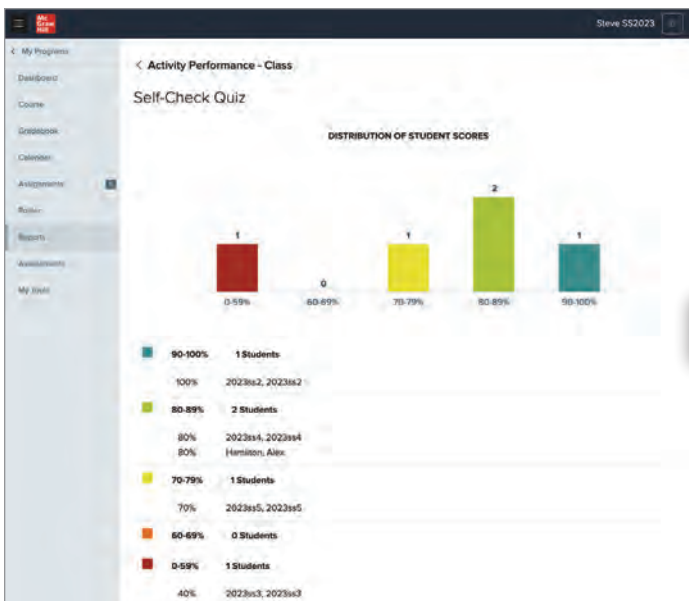 Mc
Graw
Hill
Steve SS2023
< My Programs
Dashboard
Course
Gradebook
Calendar
Assignments
Roster
Reports
Assessments
My Tools
< Activity Performance - Class
Self-Check Quiz
DISTRIBUTION OF STUDENT SCORES
1 0 1 2 1
0-59% 60-69% 70-79% 80-89% 90-100%
90-100% 1 Students
100% 2023ss2, 2023ss2
80-89% 2 Students
80% 2023ss4, 2023ss4
80% Hamilton, Alex
70-79% 1 Students
70% 2023ss5, 2023ss5
60-69% 0 Students
0-59% 1 Students
40% 2023ss3, 2023ss3